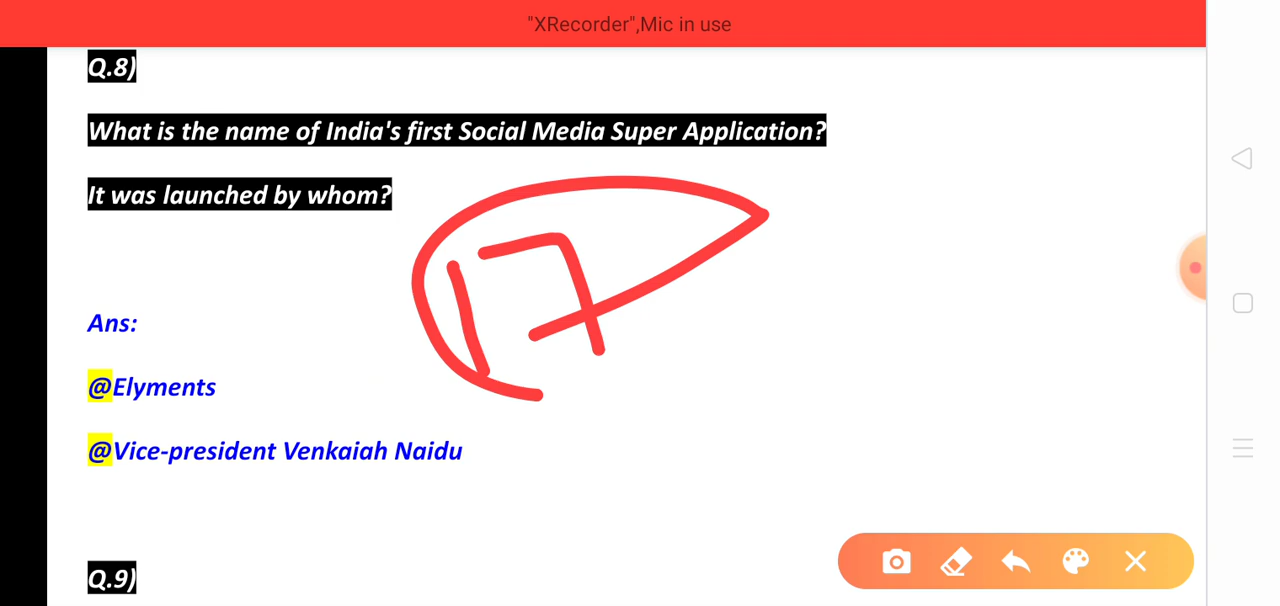 "XRecorder",Mic in use
Q.8)
What is the name of India's first Social Media Super Application?
It was launched by whom?
17
Ans:
@Elyments
@Vice-president Venkaiah Naidu
Q.9)